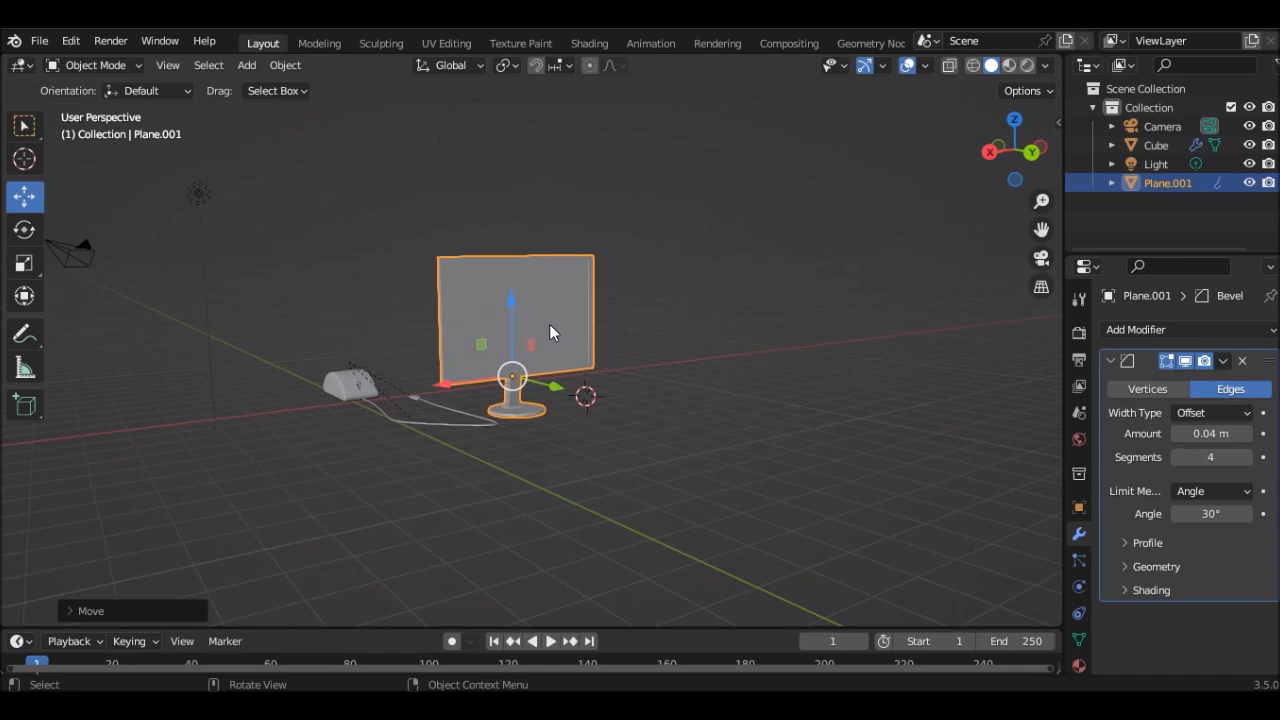 File Edit Render Window Help Layout Modeling Sculpting UV Editing Texture Paint Shading Animation Rendering Compositing Geometry Noc Scene ViewLayer
Object Mode View Select Add Object Global
Orientation: Default Drag: Select Box Options
User Perspective
(1) Collection | Plane.001
Z
X
Y
Move
Scene Collection
Collection
Camera
Cube
Light
Plane.001
Plane.001 > Bevel
Add Modifier
Vertices Edges
Width Type Offset
Amount 0.04 m
Segments 4
Limit Me... Angle
Angle 30°
Profile
Geometry
Shading
Playback Keying View Marker 1 Start 1 End 250
1 20 40 60 80 100 120 140 200 220 240
Select Rotate View Object Context Menu 3.5.0